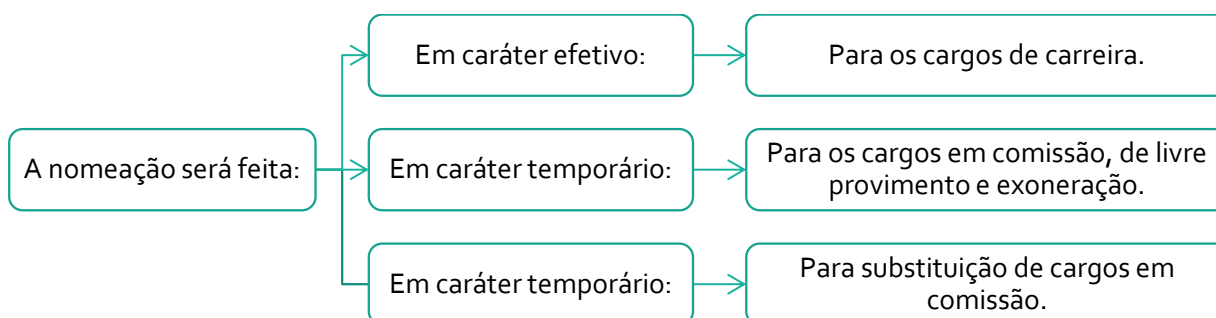 A nomeação será feita:
Em caráter efetivo:
Para os cargos de carreira.
Em caráter temporário:
Para os cargos em comissão, de livre
provimento e exoneração.
Em caráter temporário:
Para substituição de cargos em
comissão.